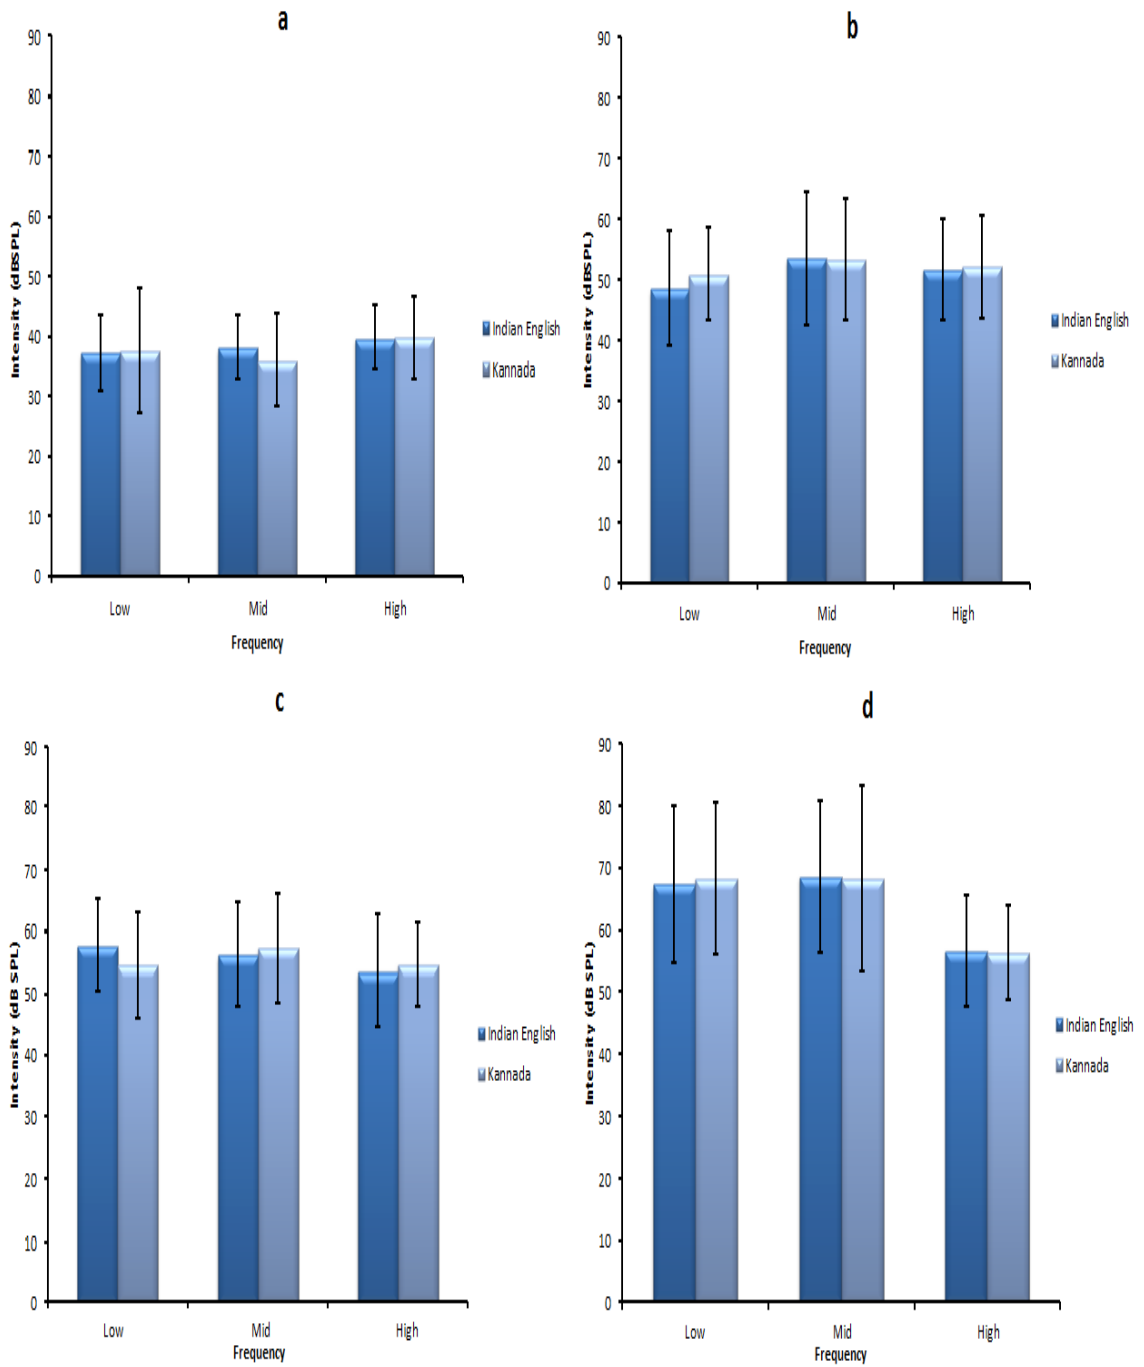 a
90
80
70
60
50
40
30
20
10
0
Intensity (dBSPL)
Low Mid High
Frequency
Indian English
Kannada
b
90
80
70
60
50
40
30
20
10
0
Intensity (dBSPL)
Low Mid High
Frequency
Indian English
Kannada
c
90
80
70
60
50
40
30
20
10
0
Intensity (dB SPL)
Low Mid High
Frequency
Indian English
Kannada
d
90
80
70
60
50
40
30
20
10
0
Intensity (dB SPL)
Low Mid High
Frequency
Indian English
Kannada